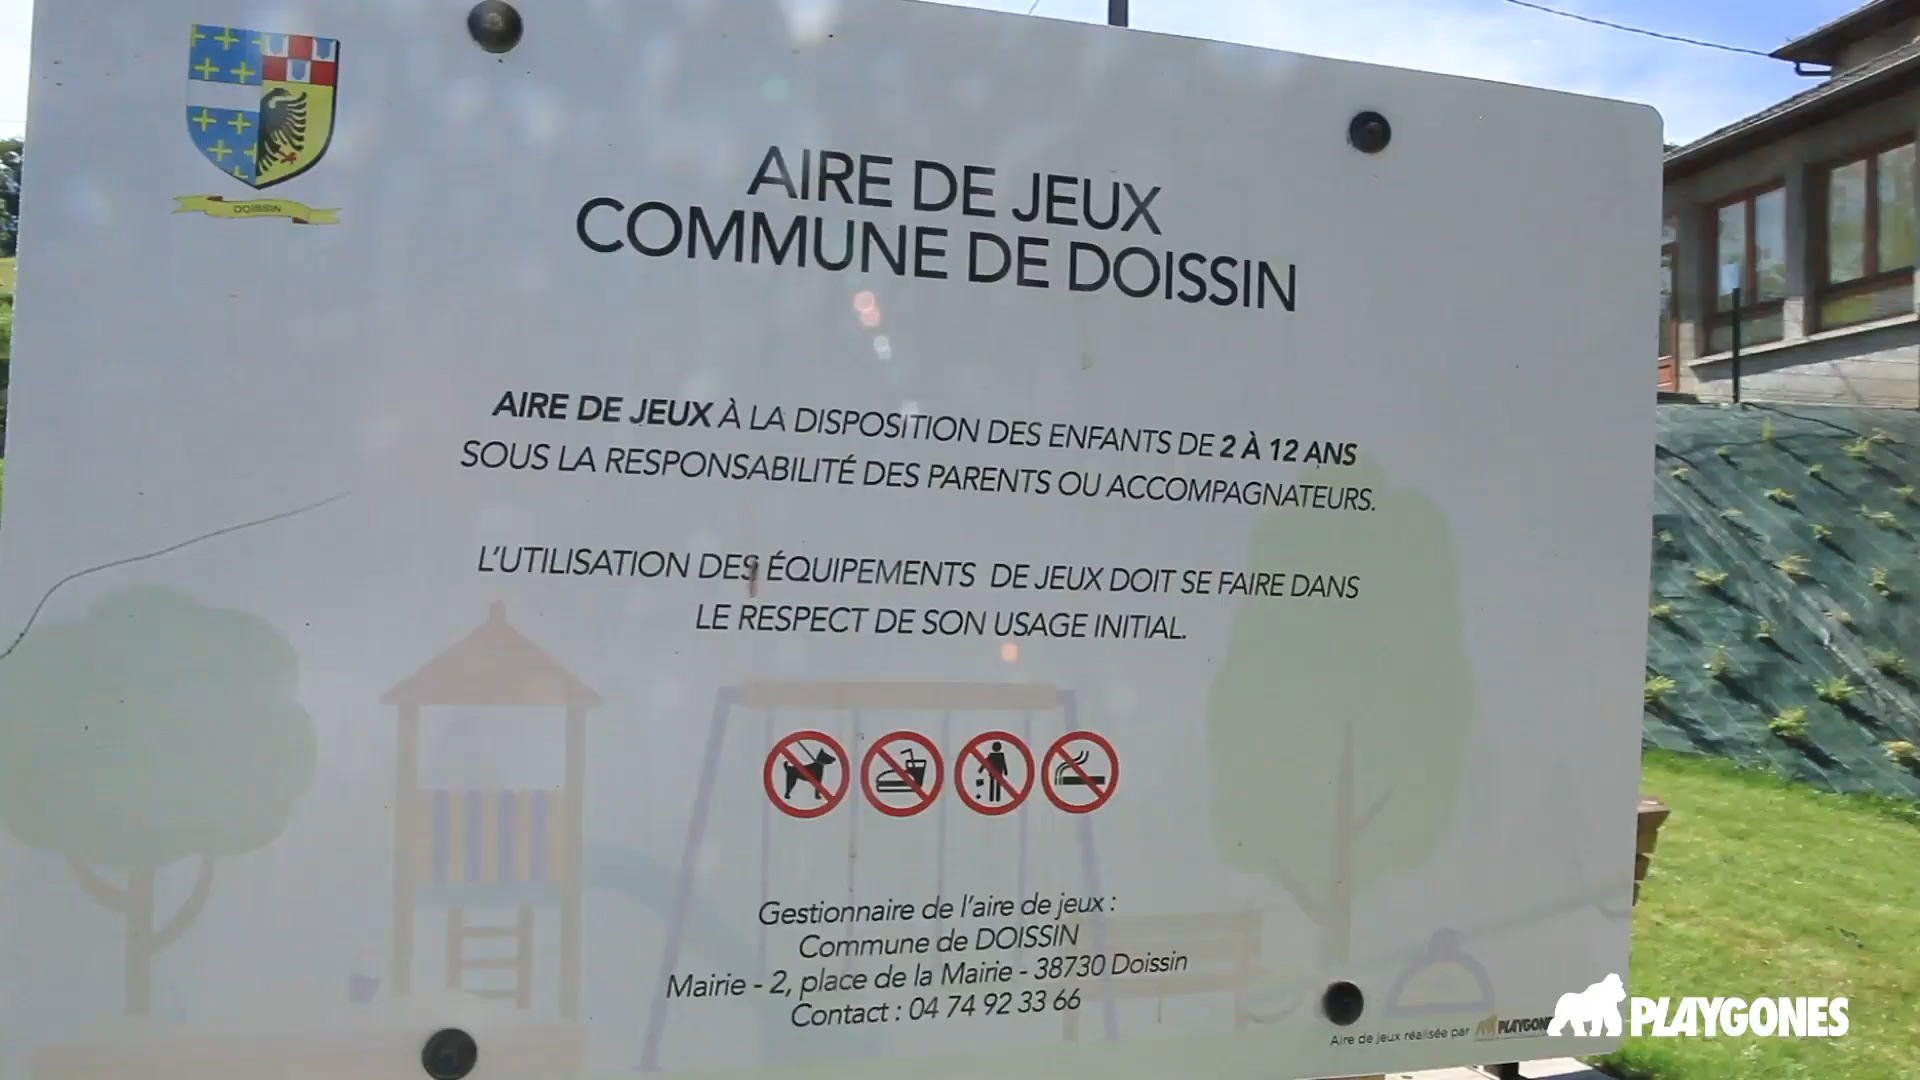 DOISSIN
AIRE DE JEUX
COMMUNE DE DOISSIN
AIRE DE JEUX À LA DISPOSITION DES ENFANTS DE 2 À 12 ANS
SOUS LA RESPONSABILITÉ DES PARENTS OU ACCOMPAGNATEURS.
L'UTILISATION DES ÉQUIPEMENTS DE JEUX DOIT SE FAIRE DANS
LE RESPECT DE SON USAGE INITIAL.
Gestionnaire de l'aire de jeux :
Commune de DOISSIN
Mairie - 2, place de la Mairie - 38730 Doissin
Contact : 04 74 92 33 66
Aire de jeux réalisée par PLAYGON
PLAYGONES